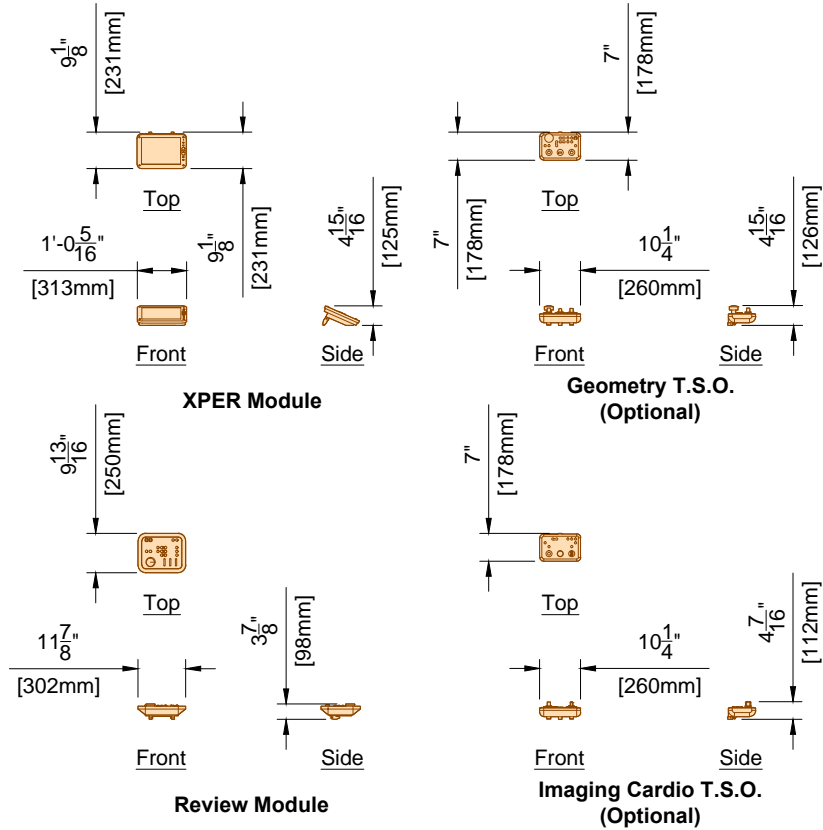 9 1/8"
[231mm]
Top
9 1/8"
[231mm]
1'-0 5/16"
[313mm]
4 15/16"
[125mm]
Front
Side
XPER Module
7"
[178mm]
Top
7"
[178mm]
10 1/4"
[260mm]
4 15/16"
[126mm]
Front
Side
Geometry T.S.O.
(Optional)
9 13/16"
[250mm]
Top
11 7/8"
[302mm]
3 7/8"
[98mm]
Front
Side
Review Module
7"
[178mm]
Top
10 1/4"
[260mm]
4 7/16"
[112mm]
Front
Side
Imaging Cardio T.S.O.
(Optional)